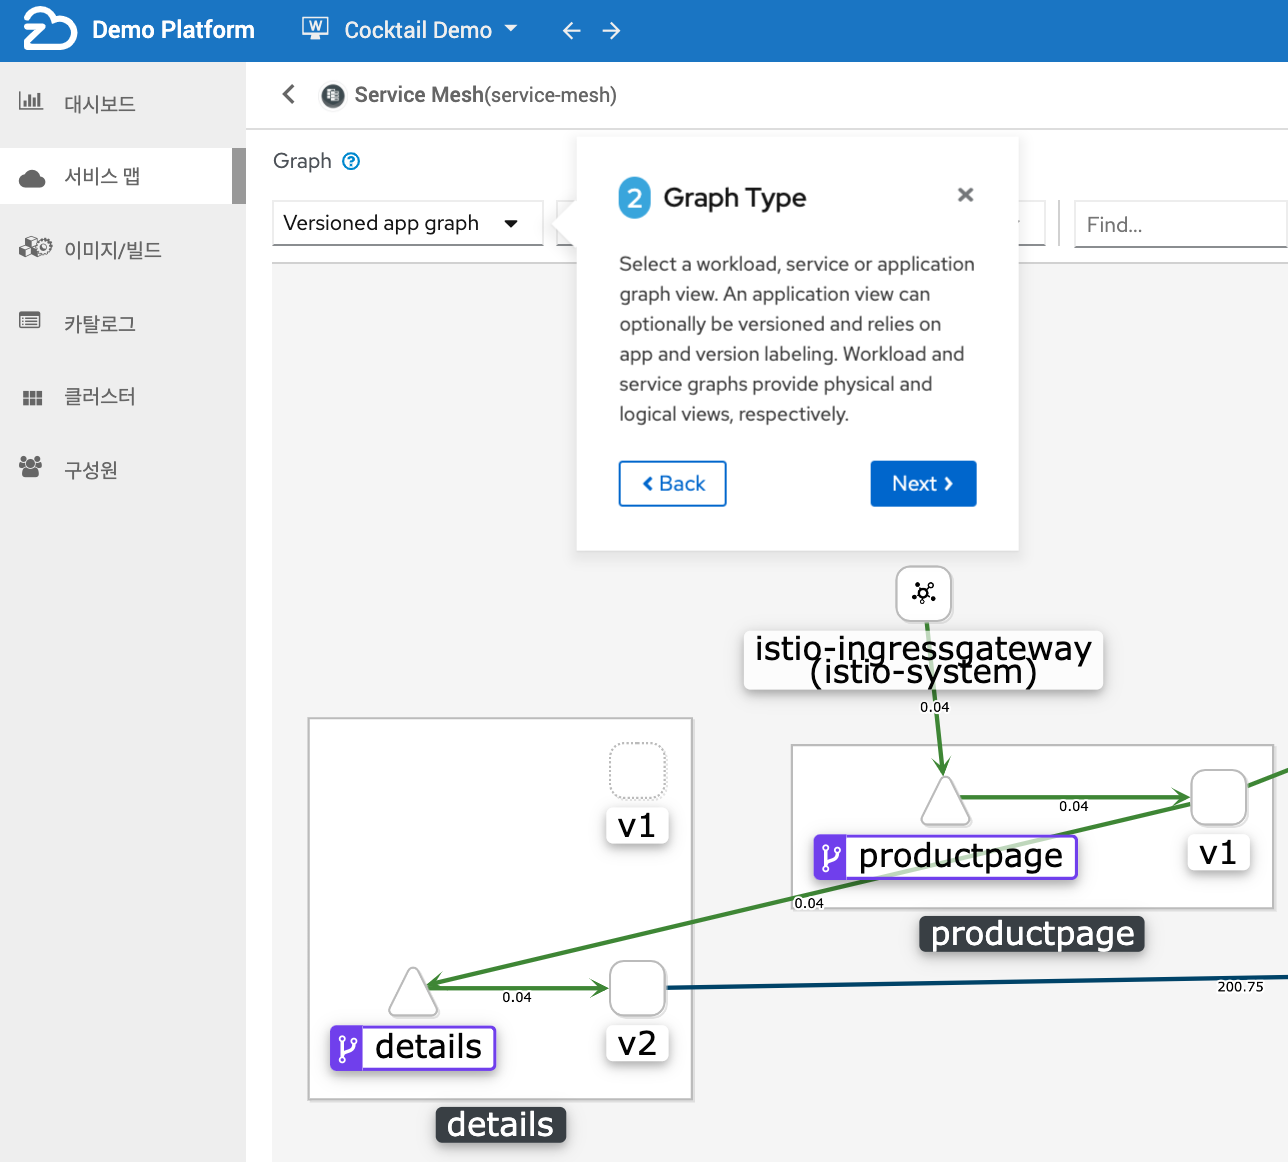 Demo Platform
Cocktail Demo
대시보드
서비스 맵
이미지/빌드
카탈로그
클러스터
구성원
Service Mesh(service-mesh)
Graph
Versioned app graph
Find...
2 Graph Type
Select a workload, service or application
graph view. An application view can
optionally be versioned and relies on
app and version labeling. Workload and
service graphs provide physical and
logical views, respectively.
Back
Next
istio-ingressgateway
(istio-system)
0.04
v1
0.04
productpage
v1
0.04
productpage
200.75
0.04
details
v2
details